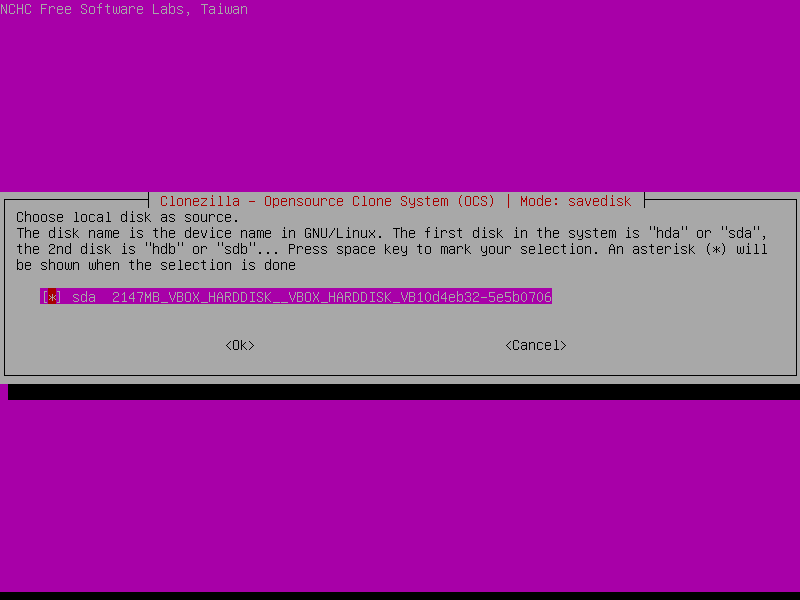 NCHC Free Software Labs, Taiwan
Clonezilla - Opensource Clone System (OCS) | Mode: savedisk
Choose local disk as source.
The disk name is the device name in GNU/Linux. The first disk in the system is "hda" or "sda",
the 2nd disk is "hdb" or "sdb"... Press space key to mark your selection. An asterisk (*) will
be shown when the selection is done
[*] sda  2147MB_VBOX_HARDDISK__VBOX_HARDDISK_VB10d4eb32-5e5b0706
<Ok> <Cancel>